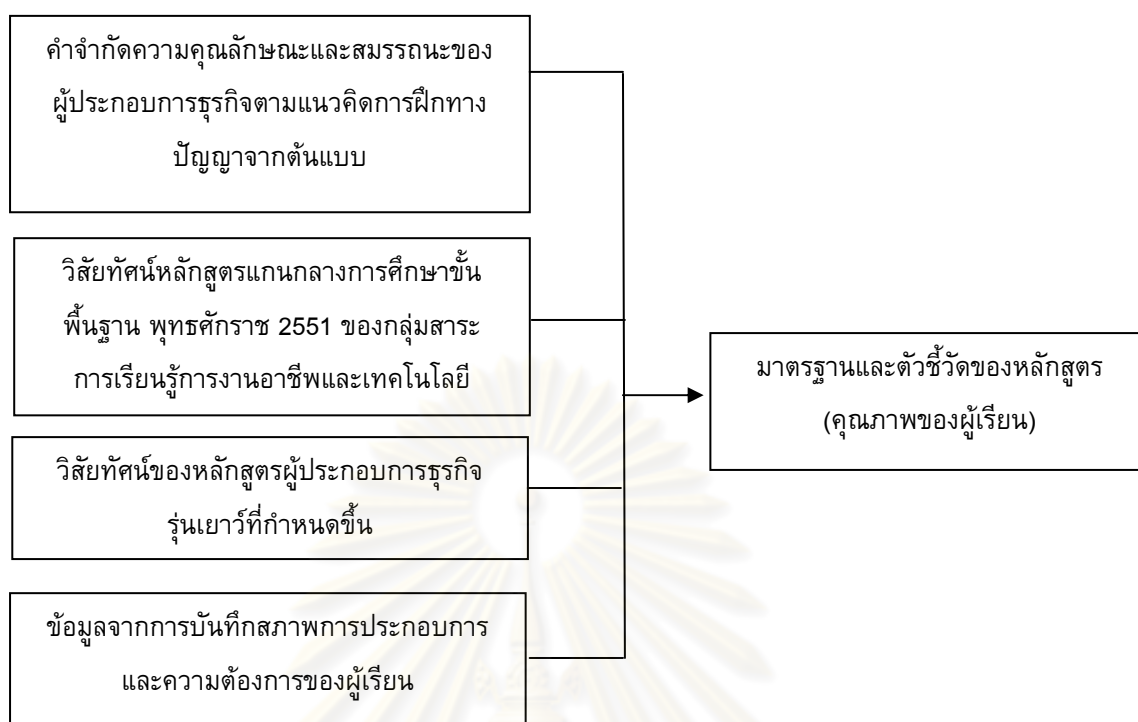 คำจำกัดความคุณลักษณะและสมรรถนะของ
ผู้ประกอบการธุรกิจตามแนวคิดการฝึกทาง
ปัญญาจากต้นแบบ
วิสัยทัศน์หลักสูตรแกนกลางการศึกษาขั้น
พื้นฐาน พุทธศักราช 2551 ของกลุ่มสาระ
การเรียนรู้การงานอาชีพและเทคโนโลยี
วิสัยทัศน์ของหลักสูตรผู้ประกอบการธุรกิจ
รุ่นเยาว์ที่กำหนดขึ้น
ข้อมูลจากการบันทึกสภาพการประกอบการ
และความต้องการของผู้เรียน
มาตรฐานและตัวชี้วัดของหลักสูตร
(คุณภาพของผู้เรียน)